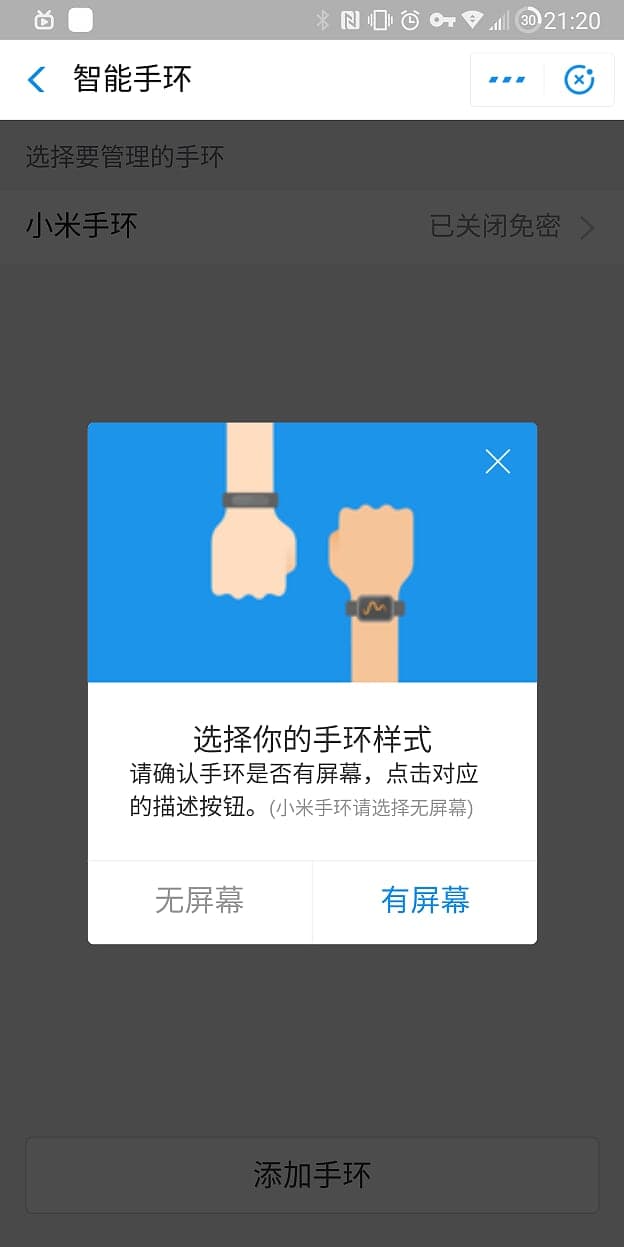 30 21:20
智能手环
选择要管理的手环
小米手环 已关闭免密
选择你的手环样式
请确认手环是否有屏幕，点击对应
的描述按钮。(小米手环请选择无屏幕)
无屏幕 有屏幕
添加手环